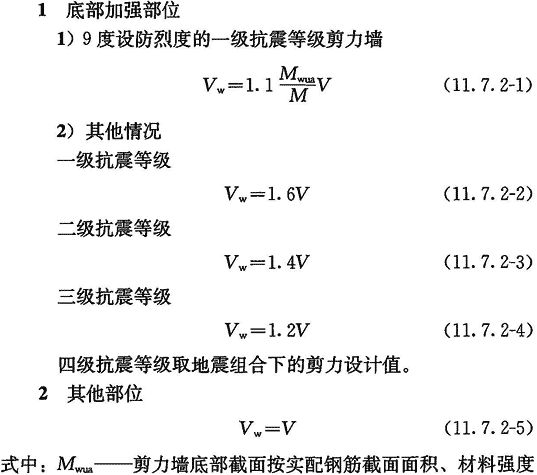 1 底部加强部位
1）9度设防烈度的一级抗震等级剪力墙
V_w=1.1 \frac{M_{wua}}{M} V （11.7.2-1）
2）其他情况
一级抗震等级
V_w=1.6V （11.7.2-2）
二级抗震等级
V_w=1.4V （11.7.2-3）
三级抗震等级
V_w=1.2V （11.7.2-4）
四级抗震等级取地震组合下的剪力设计值。
2 其他部位
V_w=V （11.7.2-5）
式中：M_{wua}——剪力墙底部截面按实配钢筋截面面积、材料强度